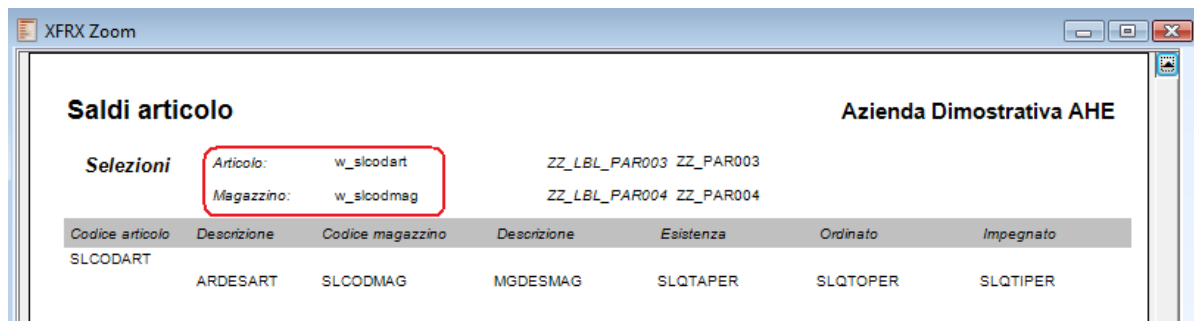 XFRX Zoom
Saldi articolo Azienda Dimostrativa AHE
Selezioni Articolo: w_slcodart ZZ_LBL_PAR003 ZZ_PAR003
Magazzino: w_slcodmag ZZ_LBL_PAR004 ZZ_PAR004
Codice articolo Descrizione Codice magazzino Descrizione Esistenza Ordinato Impegnato
SLCODART
ARDESART SLCODMAG MGDESMAG SLQTAPER SLQTOPER SLQTIPER